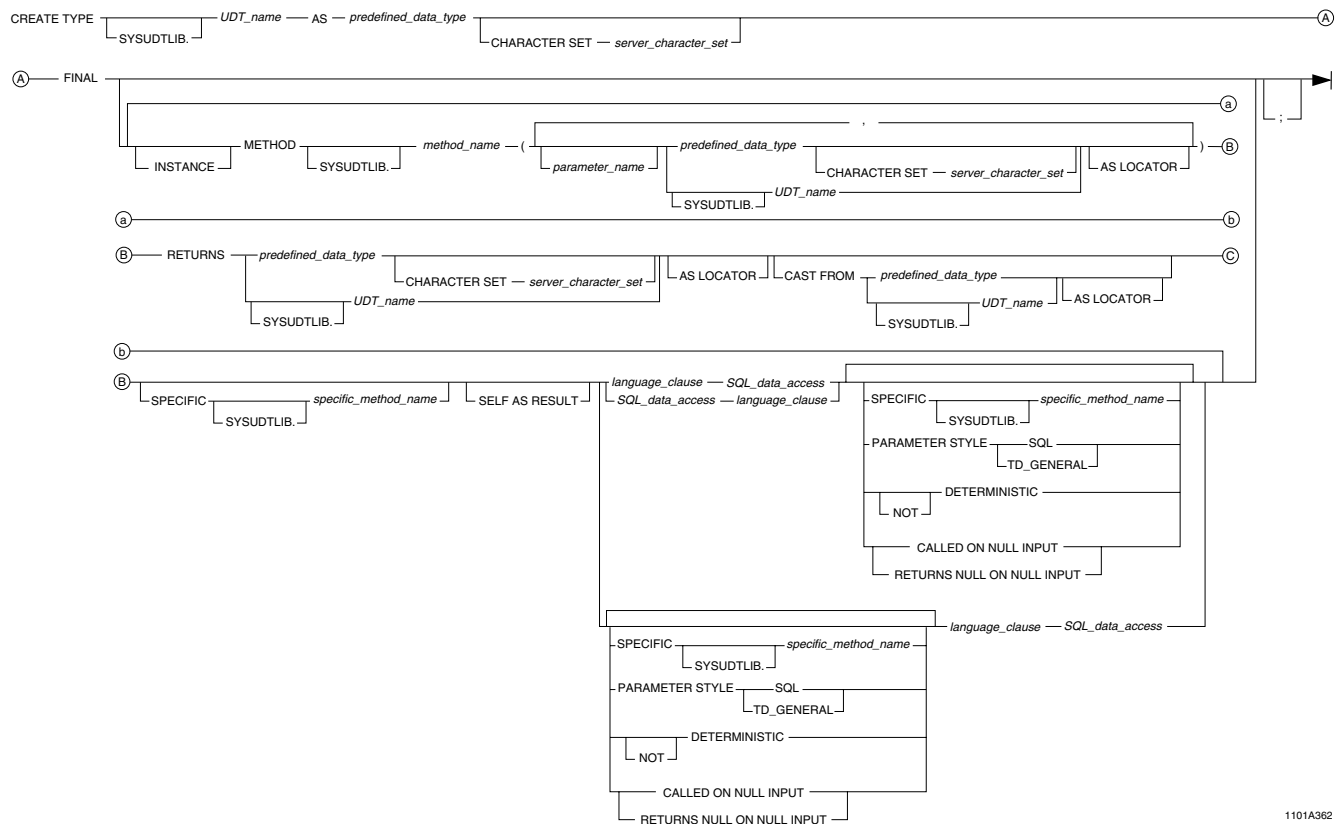 CREATE TYPE UDT_name AS predefined_data_type A
SYSUDTLIB. CHARACTER SET server_character_set
A FINAL
a ;
INSTANCE METHOD SYSUDTLIB. method_name ( parameter_name , predefined_data_type CHARACTER SET server_character_set AS LOCATOR ) B
SYSUDTLIB. UDT_name
a b
B RETURNS predefined_data_type CHARACTER SET server_character_set AS LOCATOR CAST FROM predefined_data_type C
SYSUDTLIB. UDT_name SYSUDTLIB. UDT_name AS LOCATOR
b
B SPECIFIC SYSUDTLIB. specific_method_name SELF AS RESULT language_clause SQL_data_access
SQL_data_access language_clause
SPECIFIC SYSUDTLIB. specific_method_name
PARAMETER STYLE SQL
TD_GENERAL
DETERMINISTIC
NOT
CALLED ON NULL INPUT
RETURNS NULL ON NULL INPUT
language_clause SQL_data_access
SPECIFIC SYSUDTLIB. specific_method_name
PARAMETER STYLE SQL
TD_GENERAL
DETERMINISTIC
NOT
CALLED ON NULL INPUT
RETURNS NULL ON NULL INPUT
1101A362